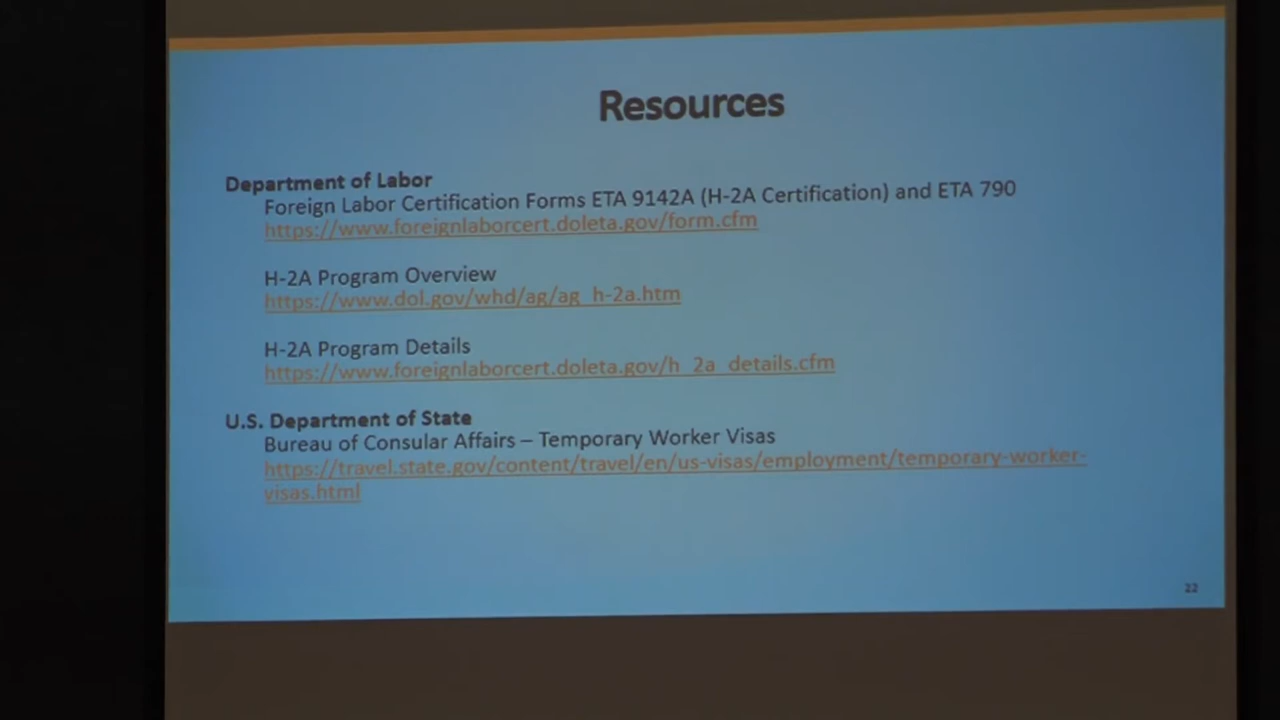 Resources
Department of Labor
Foreign Labor Certification Forms ETA 9142A (H-2A Certification) and ETA 790
https://www.foreignlaborcert.doleta.gov/form.cfm
H-2A Program Overview
https://www.dol.gov/whd/ag/ag_h-2a.htm
H-2A Program Details
https://www.foreignlaborcert.doleta.gov/h_2a_details.cfm
U.S. Department of State
Bureau of Consular Affairs – Temporary Worker Visas
https://travel.state.gov/content/travel/en/us-visas/employment/temporary-worker-
visas.html
22